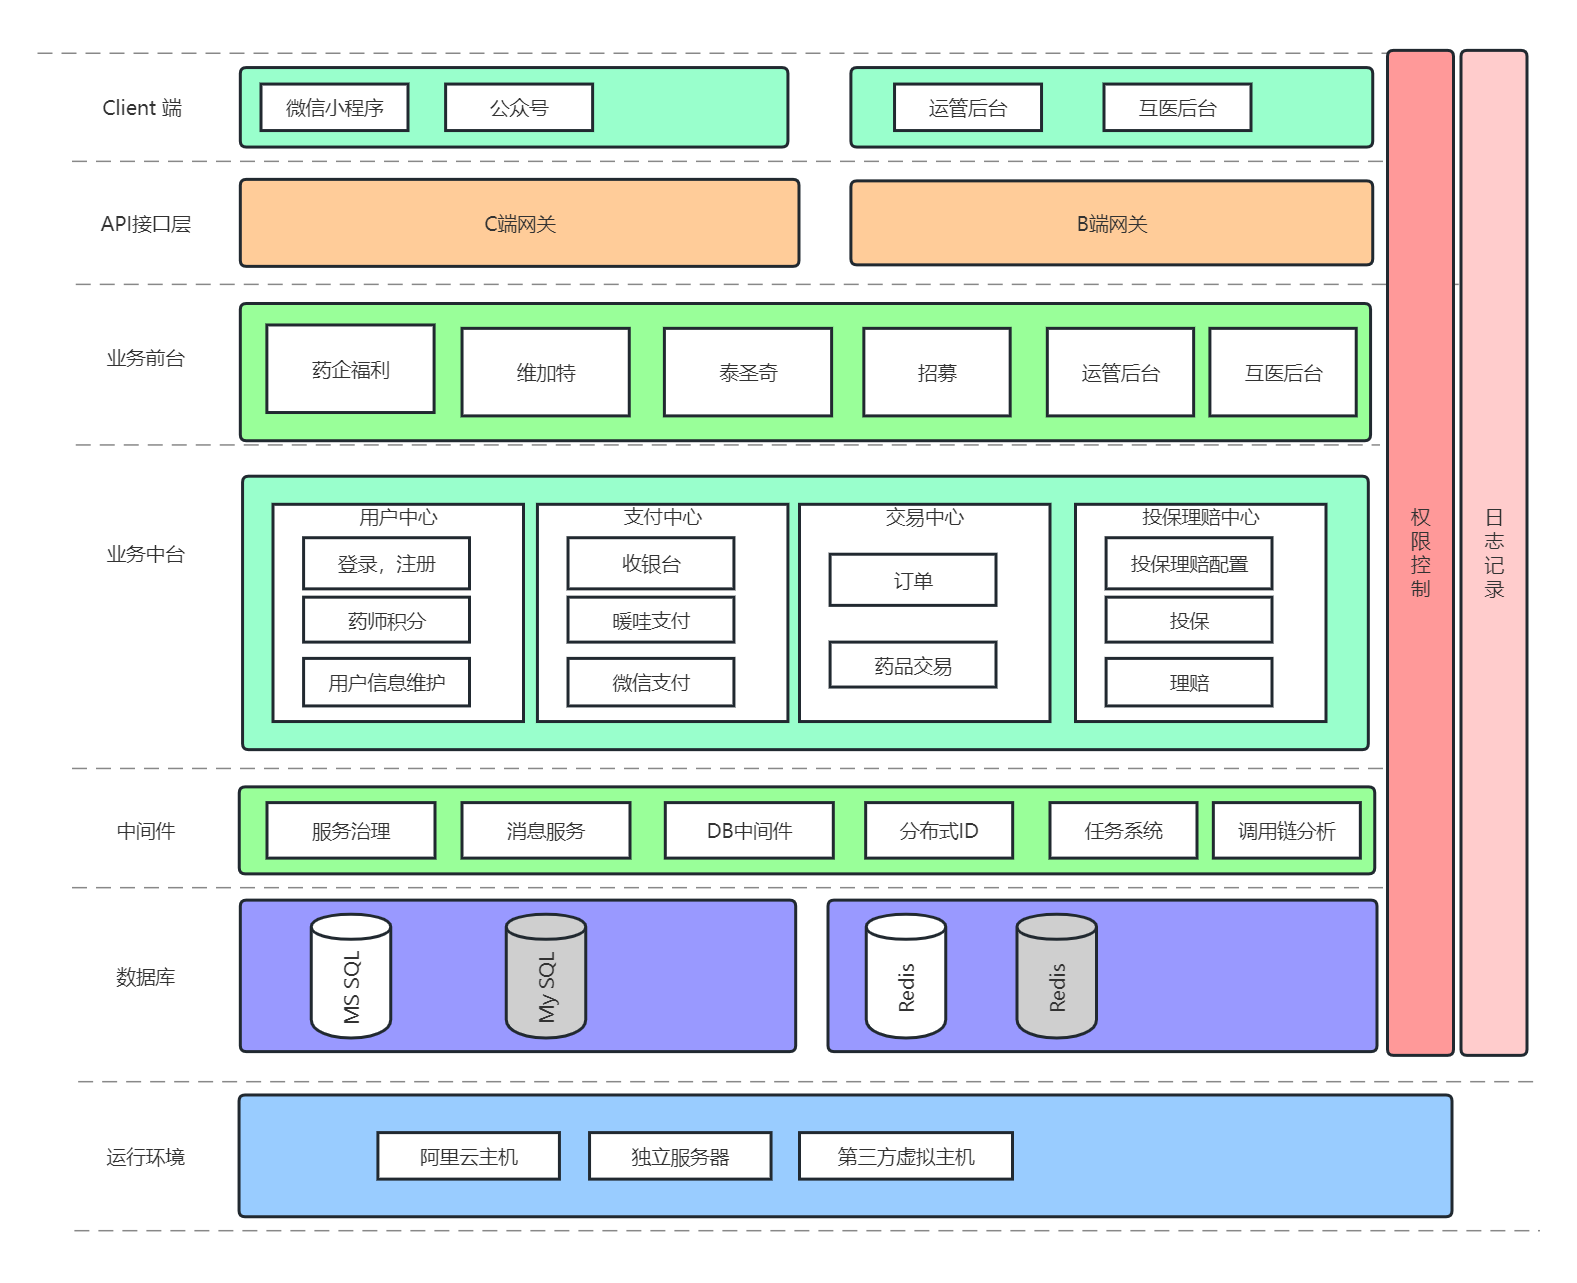 Client 端
微信小程序
公众号
运管后台
互医后台
API接口层
C端网关
B端网关
业务前台
药企福利
维加特
泰圣奇
招募
运管后台
互医后台
业务中台
用户中心
登录，注册
药师积分
用户信息维护
支付中心
收银台
暖哇支付
微信支付
交易中心
订单
药品交易
投保理赔中心
投保理赔配置
投保
理赔
中间件
服务治理
消息服务
DB中间件
分布式ID
任务系统
调用链分析
数据库
MS SQL
My SQL
Redis
Redis
运行环境
阿里云主机
独立服务器
第三方虚拟主机
权限控制
日志记录